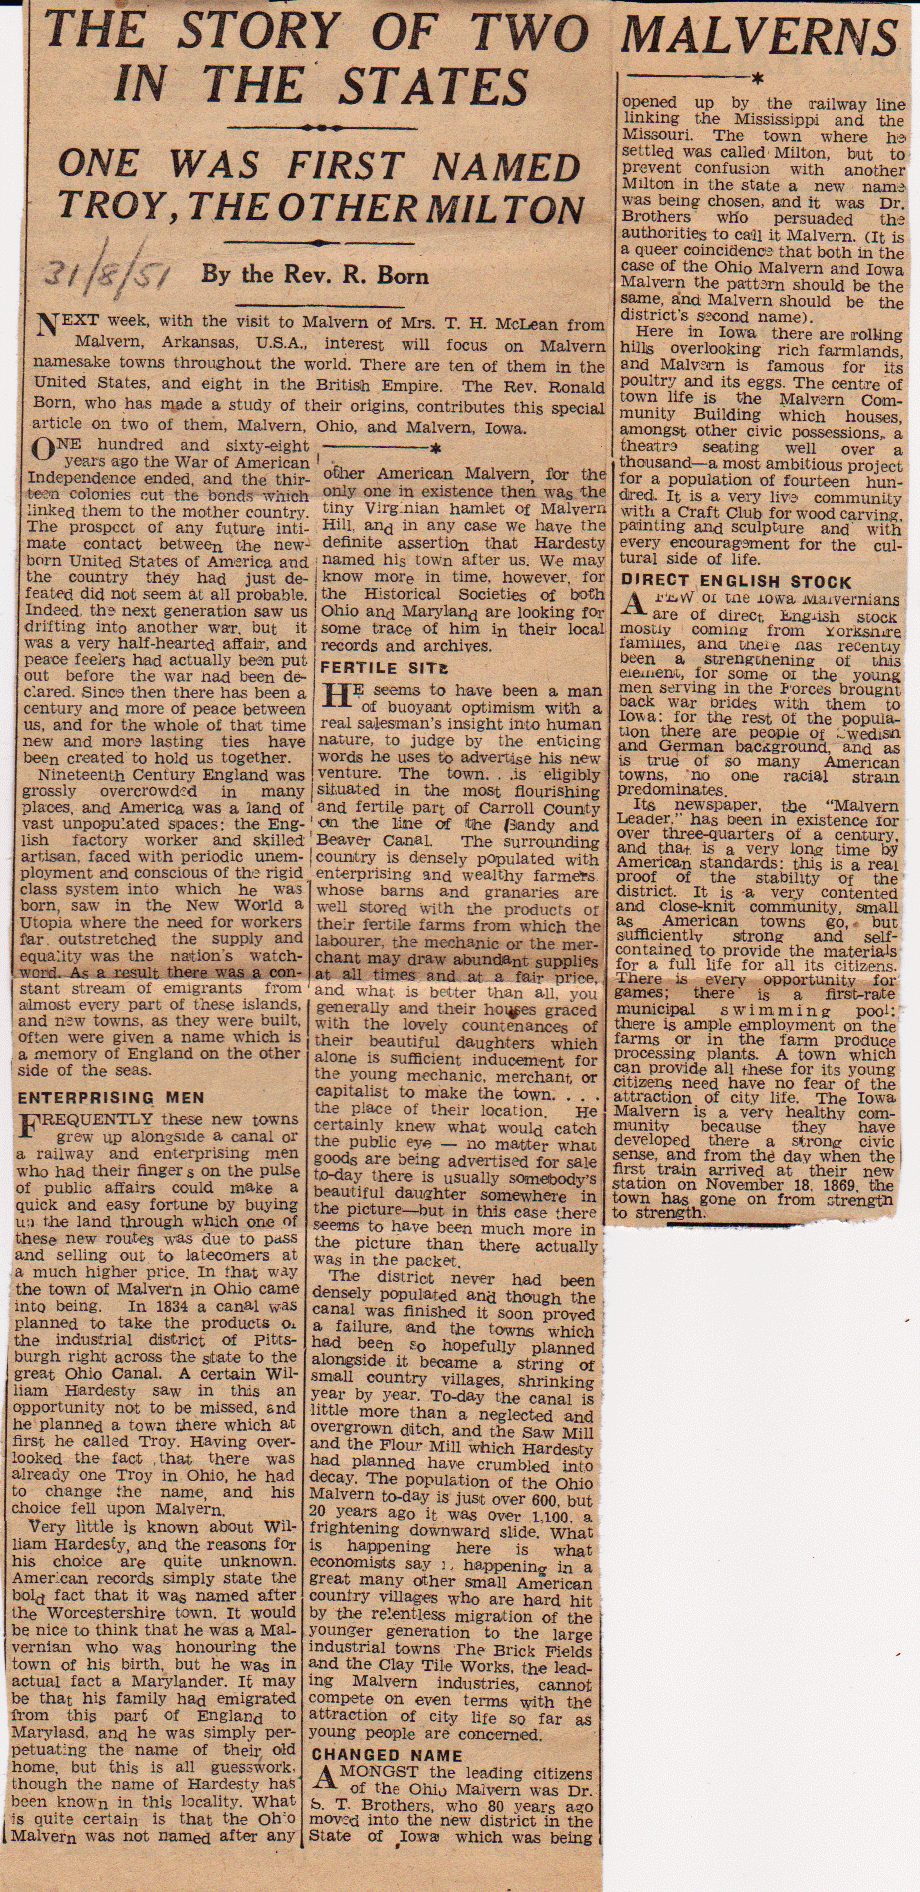 THE STORY OF TWO MALVERNS
IN THE STATES
ONE WAS FIRST NAMED
TROY, THE OTHER MILTON
31/8/51
By the Rev. R. Born
NEXT week, with the visit to Malvern of Mrs. T. H. McLean from
Malvern, Arkansas, U.S.A., interest will focus on Malvern
namesake towns throughout the world. There are ten of them in the
United States, and eight in the British Empire. The Rev. Ronald
Born, who has made a study of their origins, contributes this special
article on two of them, Malvern, Ohio, and Malvern, Iowa.
ONE hundred and sixty-eight
years ago the War of American
Independence ended, and the thir-
teen colonies cut the bonds which
linked them to the mother country.
The prospect of any future inti-
mate contact between the new-
born United States of America and
the country they had just de-
feated did not seem at all probable.
Indeed, the next generation saw us
drifting into another war, but it
was a very half-hearted affair, and
peace feelers had actually been put
out before the war had been de-
clared. Since then there has been a
century and more of peace between
us, and for the whole of that time
new and more lasting ties have
been created to hold us together.
Nineteenth Century England was
grossly overcrowded in many
places, and America was a land of
vast unpopulated spaces; the Eng-
lish factory worker and skilled
artisan, faced with periodic unem-
ployment and conscious of the rigid
class system into which he was
born, saw in the New World a
Utopia where the need for workers
far outstretched the supply and
equality was the nation's watch-
word. As a result there was a con-
stant stream of emigrants from
almost every part of these islands,
and new towns, as they were built,
often were given a name which is
a memory of England on the other
side of the seas.
ENTERPRISING MEN
FREQUENTLY these new towns
grew up alongside a canal or
a railway and enterprising men
who had their fingers on the pulse
of public affairs could make a
quick and easy fortune by buying
up the land through which one of
these new routes was due to pass
and selling out to latecomers at
a much higher price. In that way
the town of Malvern in Ohio came
into being. In 1834 a canal was
planned to take the products of
the industrial district of Pitts-
burgh right across the state to the
great Ohio Canal. A certain Wil-
liam Hardesty saw in this an
opportunity not to be missed, and
he planned a town there which at
first he called Troy. Having over-
looked the fact that there was
already one Troy in Ohio, he had
to change the name, and his
choice fell upon Malvern.
Very little is known about Wil-
liam Hardesty, and the reasons for
his choice are quite unknown.
American records simply state the
bold fact that it was named after
the Worcestershire town. It would
be nice to think that he was a Mal-
vernian who was honouring the
town of his birth, but he was in
actual fact a Marylander. It may
be that his family had emigrated
from this part of England to
Marylasd, and he was simply per-
petuating the name of their old
home, but this is all guesswork,
though the name of Hardesty has
been known in this locality. What
is quite certain is that the Ohio
Malvern was not named after any
other American Malvern, for the
only one in existence then was the
tiny Virginian hamlet of Malvern
Hill, and in any case we have the
definite assertion that Hardesty
named his town after us. We may
know more in time, however, for
the Historical Societies of both
Ohio and Maryland are looking for
some trace of him in their local
records and archives.
FERTILE SITE
HE seems to have been a man
of buoyant optimism with a
real salesman's insight into human
nature, to judge by the enticing
words he uses to advertise his new
venture. The town. . .is eligibly
situated in the most flourishing
and fertile part of Carroll County
on the line of the Sandy and
Beaver Canal. The surrounding
country is densely populated with
enterprising and wealthy farmers.
whose barns and granaries are
well stored with the products of
their fertile farms from which the
labourer, the mechanic or the mer-
chant may draw abundant supplies
at all times and at a fair price,
and what is better than all, you
generally and their houses graced
with the lovely countenances of
their beautiful daughters which
alone is sufficient inducement for
the young mechanic, merchant, or
capitalist to make the town. . . .
the place of their location. He
certainly knew what would catch
the public eye — no matter what
goods are being advertised for sale
to-day there is usually somebody's
beautiful daughter somewhere in
the picture—but in this case there
seems to have been much more in
the picture than there actually
was in the packet.
The district never had been
densely populated and though the
canal was finished it soon proved
a failure, and the towns which
had been so hopefully planned
alongside it became a string of
small country villages, shrinking
year by year. To-day the canal is
little more than a neglected and
overgrown ditch, and the Saw Mill
and the Flour Mill which Hardesty
had planned have crumbled into
decay. The population of the Ohio
Malvern to-day is just over 600, but
20 years ago it was over 1,100. a
frightening downward slide. What
is happening here is what
economists say is happening in a
great many other small American
country villages who are hard hit
by the relentless migration of the
younger generation to the large
industrial towns The Brick Fields
and the Clay Tile Works, the lead-
ing Malvern industries, cannot
compete on even terms with the
attraction of city life so far as
young people are concerned.
CHANGED NAME
AMONGST the leading citizens
of the Ohio Malvern was Dr.
S. T. Brothers, who 80 years ago
moved into the new district in the
State of Iowa which was being
opened up by the railway line
linking the Mississippi and the
Missouri. The town where he
settled was called Milton, but to
prevent confusion with another
Milton in the state a new name
was being chosen, and it was Dr.
Brothers who persuaded the
authorities to call it Malvern. (It is
a queer coincidence that both in the
case of the Ohio Malvern and Iowa
Malvern the pattern should be the
same, and Malvern should be the
district's second name).
Here in Iowa there are rolling
hills overlooking rich farmlands,
and Malvern is famous for its
poultry and its eggs. The centre of
town life is the Malvern Com-
munity Building which houses,
amongst other civic possessions, a
theatre seating well over a
thousand—a most ambitious project
for a population of fourteen hun-
dred. It is a very live community
with a Craft Club for wood carving,
painting and sculpture and with
every encouragement for the cul-
tural side of life.
DIRECT ENGLISH STOCK
A FEW of the Iowa Malvernians
are of direct English stock
mostly coming from Yorkshire
families, and there has recently
been a strengthening of this
element, for some of the young
men serving in the Forces brought
back war brides with them to
Iowa: for the rest of the popula-
tion there are people of Swedish
and German background, and as
is true of so many American
towns, no one racial strain
predominates.
Its newspaper, the "Malvern
Leader," has been in existence for
over three-quarters of a century,
and that is a very long time by
American standards: this is a real
proof of the stability of the
district. It is a very contented
and close-knit community, small
as American towns go, but
sufficiently strong and self-
contained to provide the materials
for a full life for all its citizens.
There is every opportunity for
games; there is a first-rate
municipal swimming pool;
there is ample employment on the
farms or in the farm produce
processing plants. A town which
can provide all these for its young
citizens need have no fear of the
attraction of city life. The Iowa
Malvern is a very healthy com-
munity because they have
developed there a strong civic
sense, and from the day when the
first train arrived at their new
station on November 18, 1869, the
town has gone on from strength
to strength.